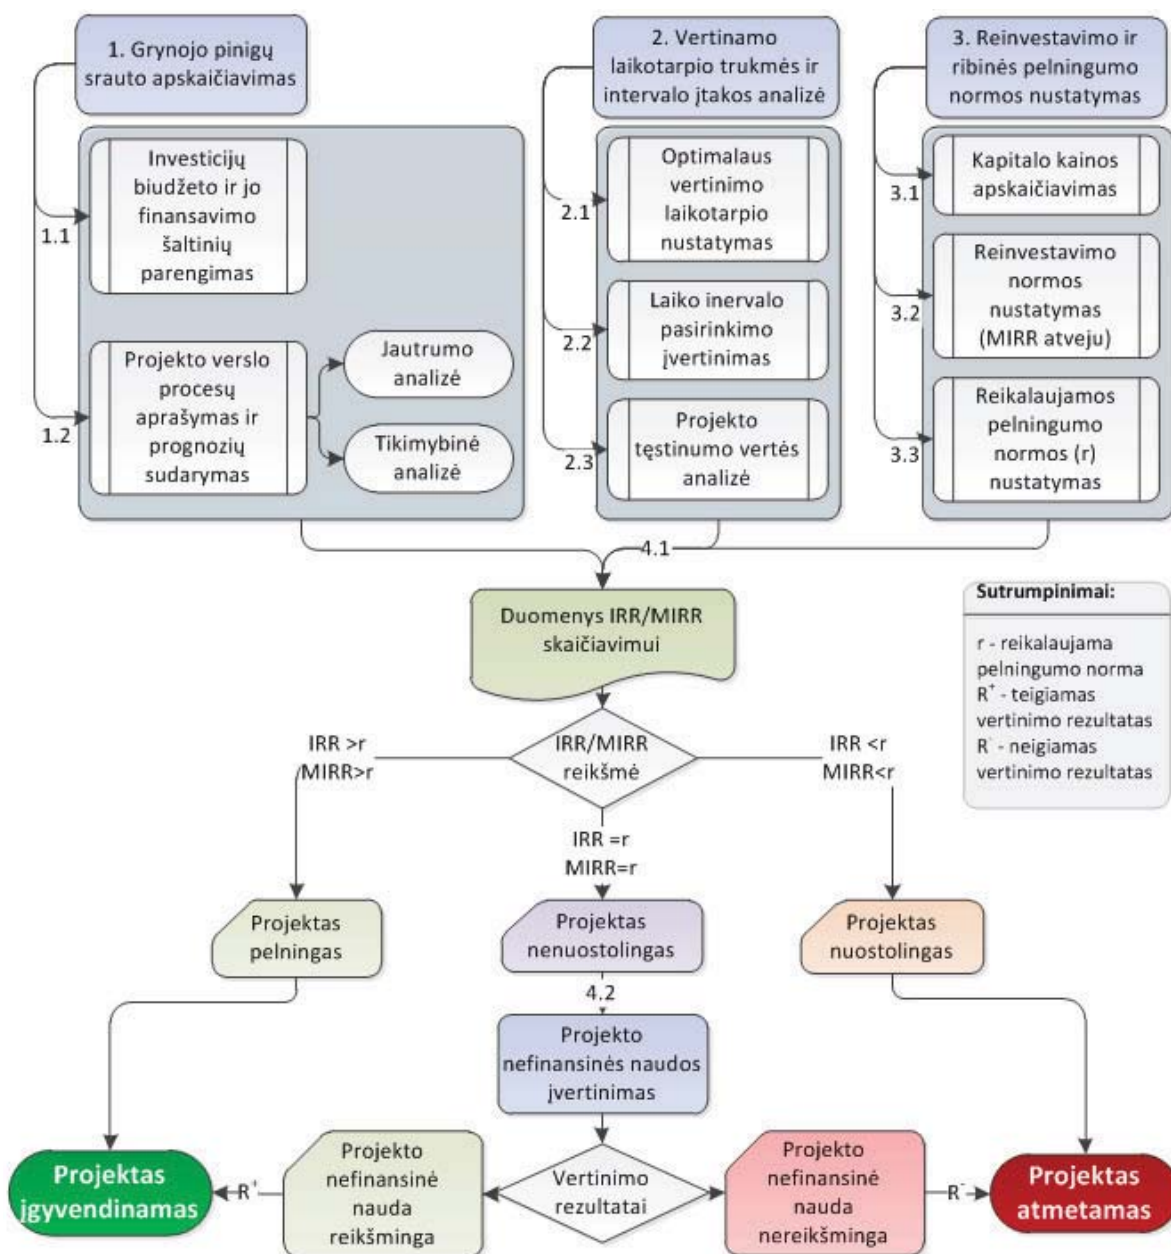 1. Grynojo pinigų
srauto apskaičiavimas
1.1
Investicijų
biudžeto ir jo
finansavimo
šaltinių
parengimas
1.2
Projekto verslo
procesų
aprašymas ir
prognozių
sudarymas
Jautrumo
analizė
Tikimybinė
analizė
2. Vertinamo
laikotarpio trukmės ir
intervalo įtakos analizė
2.1
Optimalaus
vertinimo
laikotarpio
nustatymas
2.2
Laiko inervalo
pasirinkimo
įvertinimas
2.3
Projekto
tęstinumo vertės
analizė
3. Reinvestavimo ir
ribinės pelningumo
normos nustatymas
3.1
Kapitalo kainos
apskaičiavimas
3.2
Reinvestavimo
normos
nustatymas
(MIRR atveju)
3.3
Reikalaujamos
pelningumo
normos (r)
nustatymas
4.1
Duomenys IRR/MIRR
skaičiavimui
Sutrumpinimai:
r - reikalaujama
pelningumo norma
R⁺ - teigiamas
vertinimo rezultatas
R⁻ - neigiamas
vertinimo rezultatas
IRR/MIRR
reikšmė
IRR >r
MIRR>r
IRR =r
MIRR=r
IRR <r
MIRR<r
Projektas
pelningas
Projektas
nenuostolingas
Projektas
nuostolingas
4.2
Projekto
nefinansinės naudos
įvertinimas
Projektas
įgyvendinamas
R⁺
Projekto
nefinansinė
nauda
reikšminga
Vertinimo
rezultatai
Projekto
nefinansinė
nauda
nereikšminga
R⁻
Projektas
atmetamas